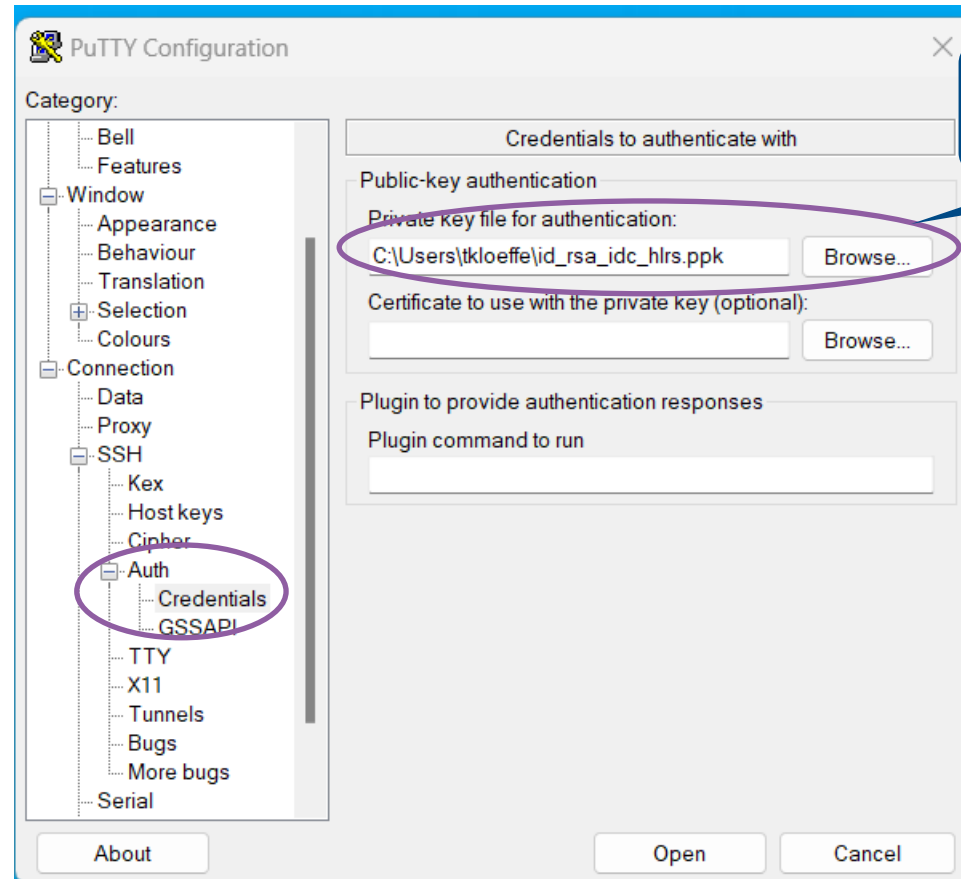 PuTTY Configuration
Category:
Bell
Features
Window
Appearance
Behaviour
Translation
Selection
Colours
Connection
Data
Proxy
SSH
Kex
Host keys
Cipher
Auth
Credentials
GSSAPI
TTY
X11
Tunnels
Bugs
More bugs
Serial
Credentials to authenticate with
Public-key authentication
Private key file for authentication:
C:\Users\tkloeffe\id_rsa_idc_hlrs.ppk Browse...
Certificate to use with the private key (optional):
Browse...
Plugin to provide authentication responses
Plugin command to run
About Open Cancel